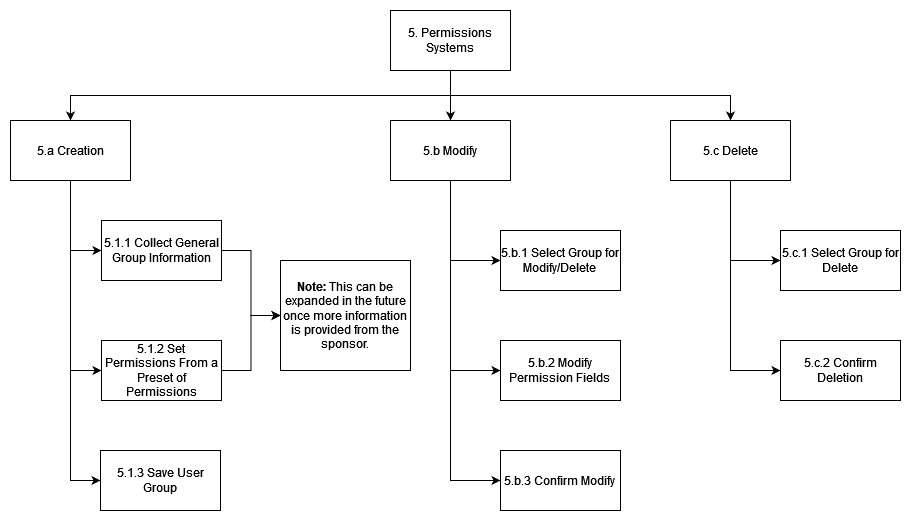 5. Permissions
Systems
5.a Creation
5.b Modify
5.c Delete
5.1.1 Collect General
Group Information
5.1.2 Set
Permissions From a
Preset of
Permissions
5.1.3 Save User
Group
Note: This can be
expanded in the future
once more information
is provided from the
sponsor.
5.b.1 Select Group for
Modify/Delete
5.b.2 Modify
Permission Fields
5.b.3 Confirm Modify
5.c.1 Select Group for
Delete
5.c.2 Confirm
Deletion